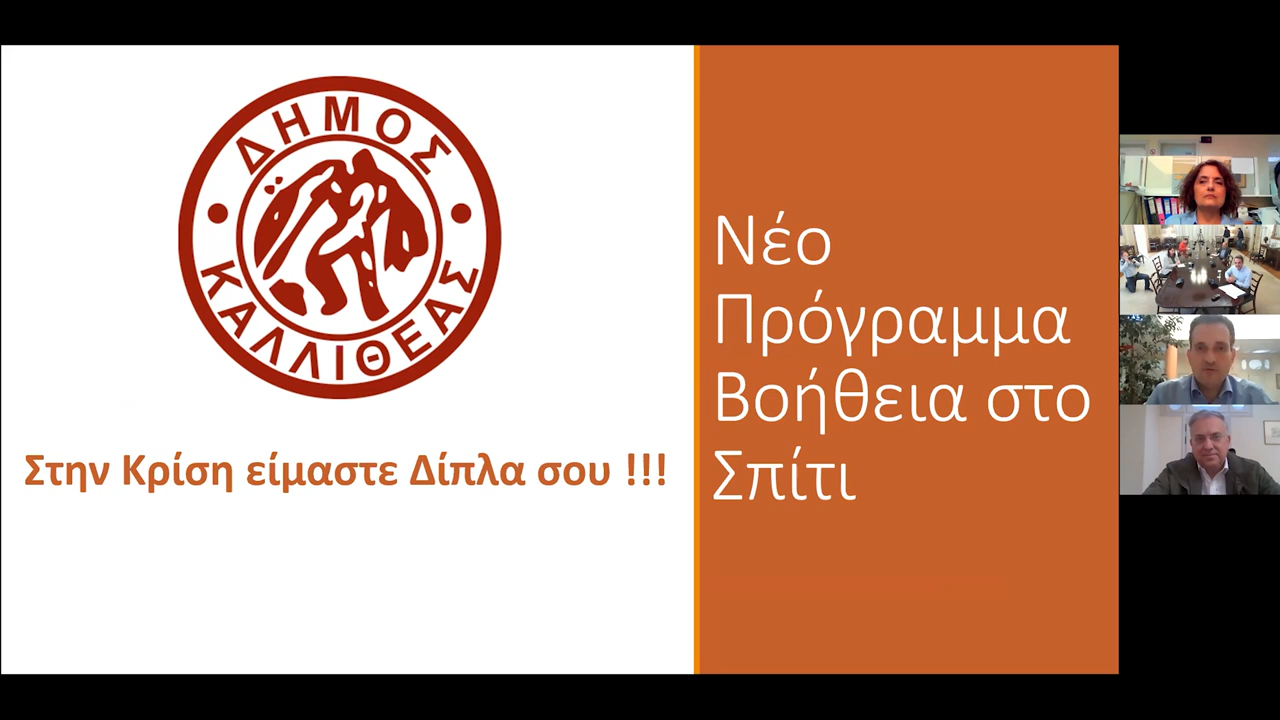 ΔΗΜΟΣ
ΚΑΛΛΙΘΕΑΣ
Στην Κρίση είμαστε Δίπλα σου !!!
Νέο
Πρόγραμμα
Βοήθεια στο
Σπίτι